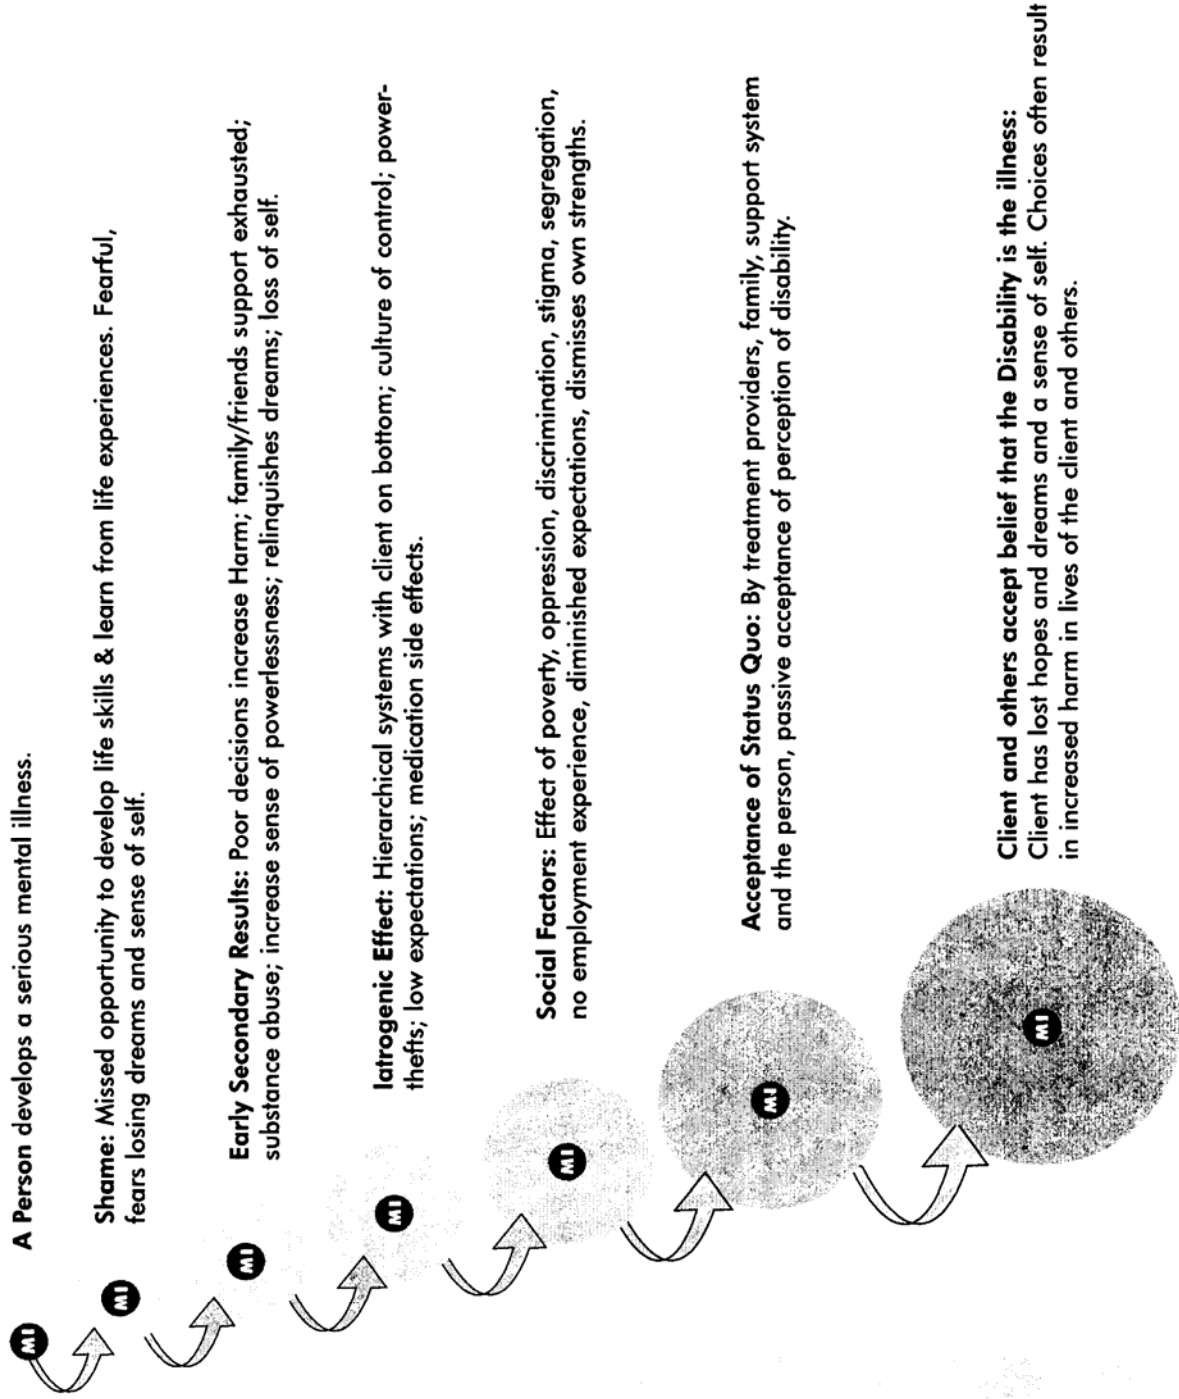 A Person develops a serious mental illness.
Shame: Missed opportunity to develop life skills & learn from life experiences. Fearful,
fears losing dreams and sense of self.
Early Secondary Results: Poor decisions increase Harm; family/friends support exhausted;
substance abuse; increase sense of powerlessness; relinquishes dreams; loss of self.
Iatrogenic Effect: Hierarchical systems with client on bottom; culture of control; power-
thefts; low expectations; medication side effects.
Social Factors: Effect of poverty, oppression, discrimination, stigma, segregation,
no employment experience, diminished expectations, dismisses own strengths.
Acceptance of Status Quo: By treatment providers, family, support system
and the person, passive acceptance of perception of disability.
Client and others accept belief that the Disability is the illness:
Client has lost hopes and dreams and a sense of self. Choices often result
in increased harm in lives of the client and others.
MI
MI
MI
MI
MI
MI
MI